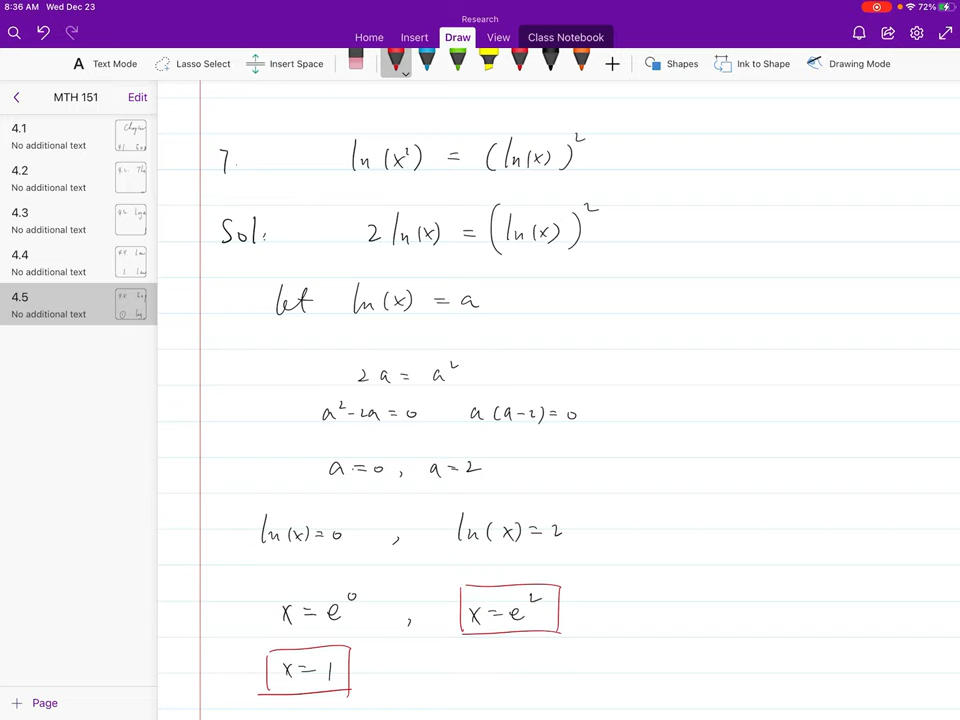 8:36 AM Wed Dec 23
72%
Research
Home Insert Draw View Class Notebook
Text Mode Lasso Select Insert Space Shapes Ink to Shape Drawing Mode
MTH 151 Edit
4.1
No additional text
4.2
No additional text
4.3
No additional text
4.4
No additional text
4.5
No additional text
+ Page
7. ln(x²) = (ln(x))²
Sol: 2 ln(x) = (ln(x))²
let ln(x) = a
2a = a²
a² - 2a = 0 a(a-2) = 0
a = 0, a = 2
ln(x) = 0, ln(x) = 2
x = e⁰, x = e²
x = 1